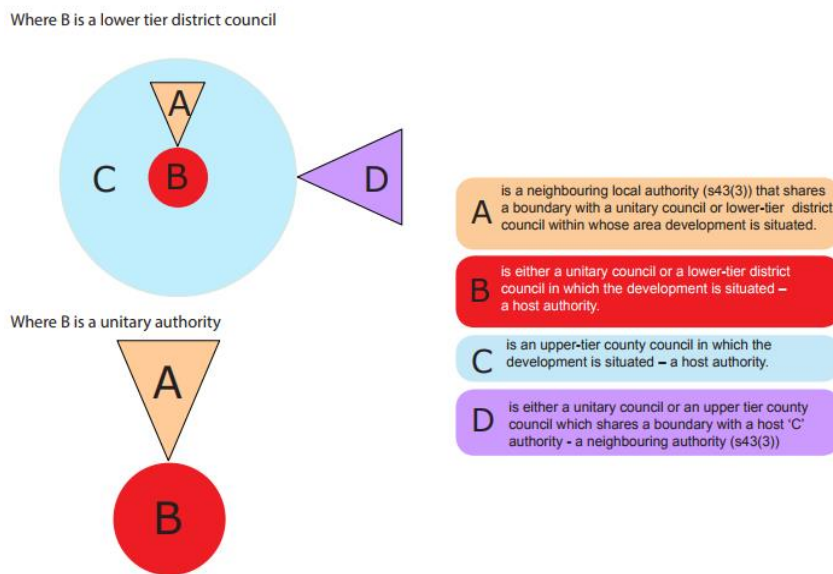 Where B is a lower tier district council
A
C
B
D
Where B is a unitary authority
A
B
A
is a neighbouring local authority (s43(3)) that shares
a boundary with a unitary council or lower-tier district
council within whose area development is situated.
B
is either a unitary council or a lower-tier district
council in which the development is situated –
a host authority.
C
is an upper-tier county council in which the
development is situated – a host authority.
D
is either a unitary council or an upper tier county
council which shares a boundary with a host ‘C’
authority - a neighbouring authority (s43(3))